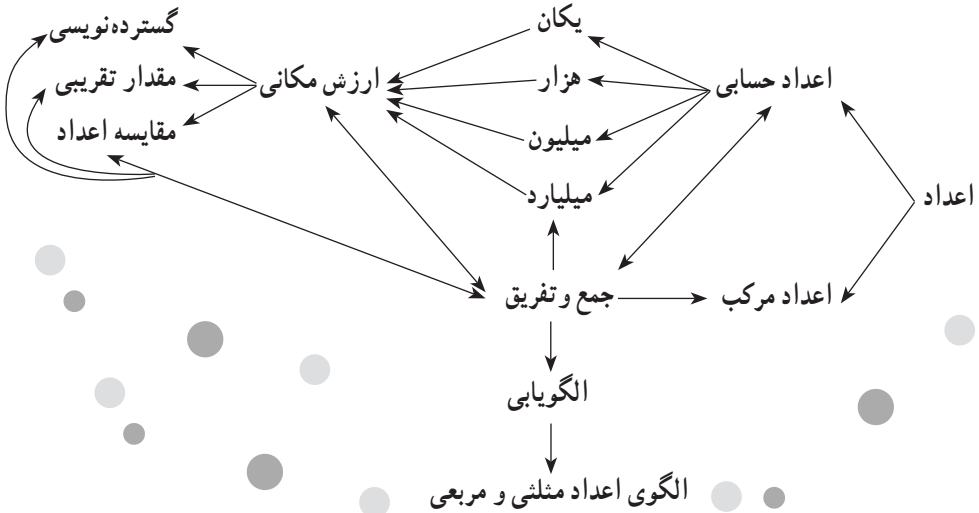 اعداد
اعداد حسابی
اعداد مرکب
یکان
هزار
میلیون
میلیارد
جمع و تفریق
ارزش مکانی
گسترده‌نویسی
مقدار تقریبی
مقایسه اعداد
الگویابی
الگوی اعداد مثلثی و مربعی